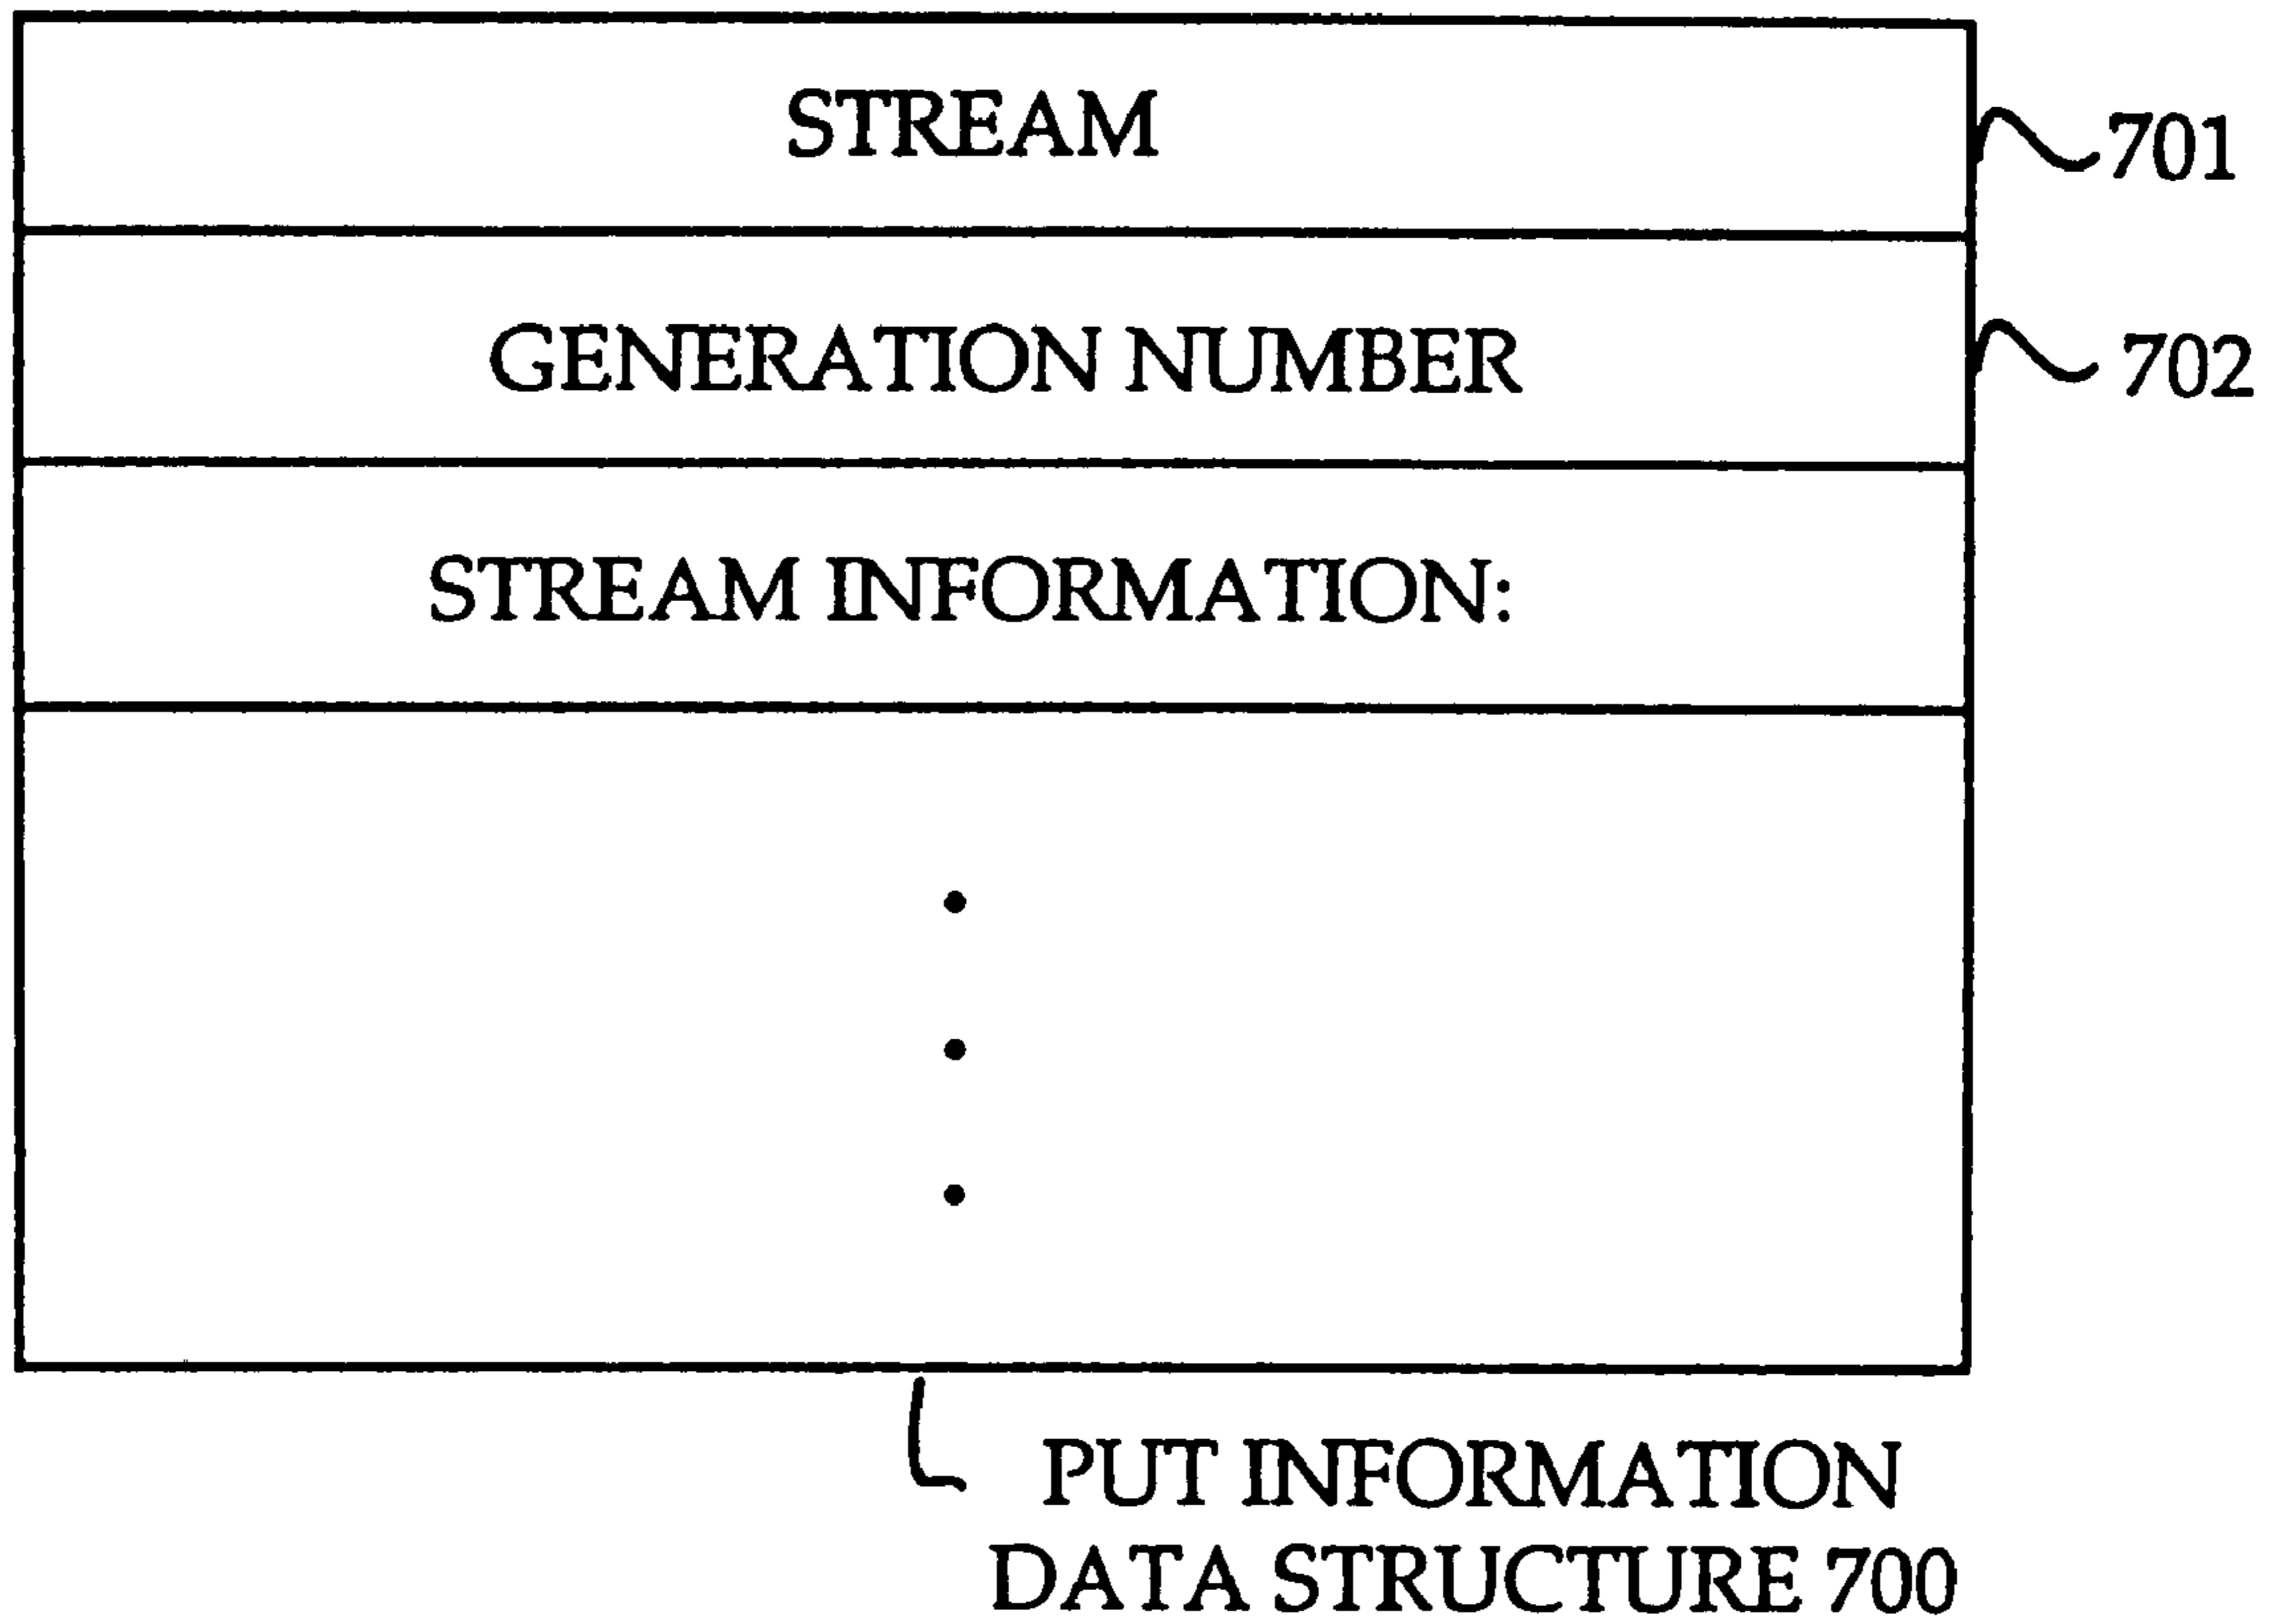 STREAM
701
GENERATION NUMBER
702
STREAM INFORMATION:
PUT INFORMATION
DATA STRUCTURE 700